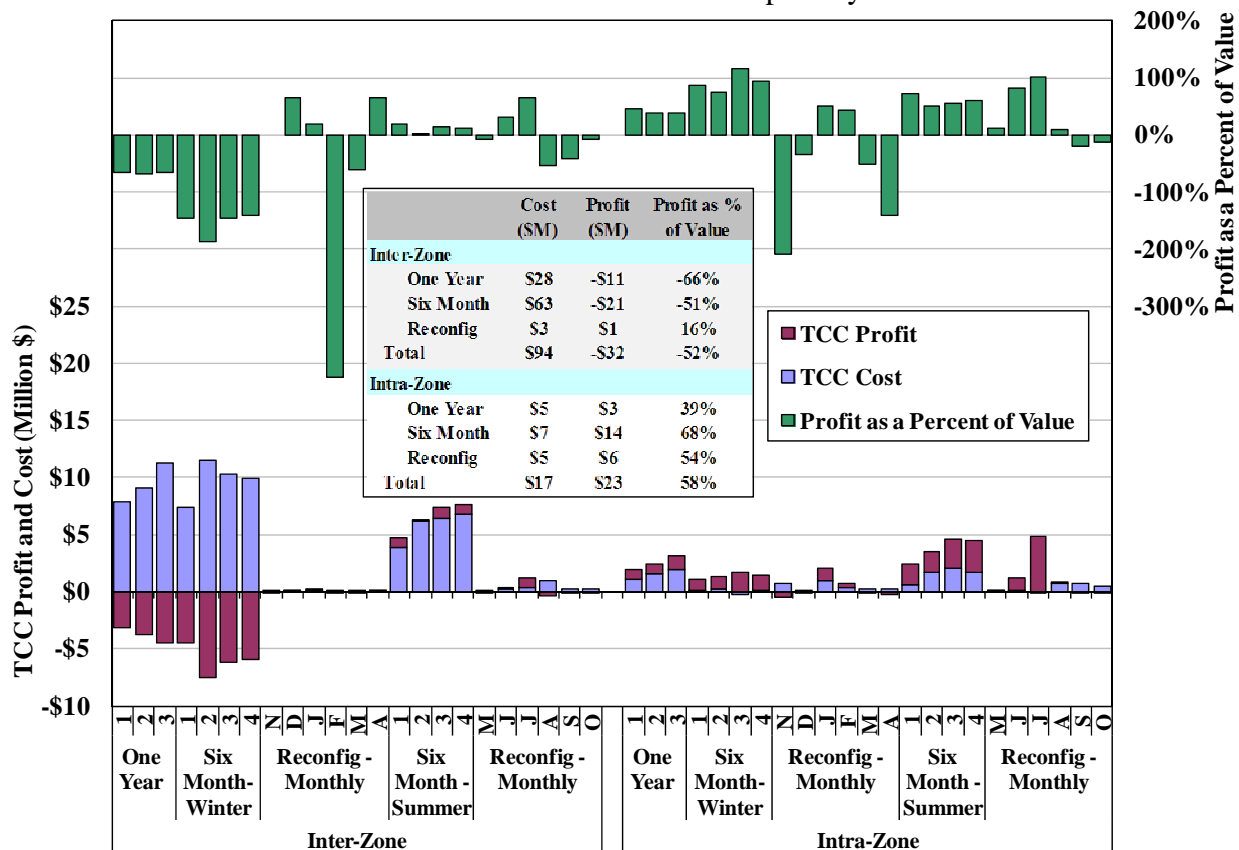 200%
100%
0%
-100%
-200%
-300%
Profit as a Percent of Value
$25
$20
$15
$10
$5
$0
-$5
-$10
TCC Profit and Cost (Million $)
Cost Profit Profit as %
($M) ($M) of Value
Inter-Zone
One Year $28 -$11 -66%
Six Month $63 -$21 -51%
Reconfig $3 $1 16%
Total $94 -$32 -52%
Intra-Zone
One Year $5 $3 39%
Six Month $7 $14 68%
Reconfig $5 $6 54%
Total $17 $23 58%
TCC Profit
TCC Cost
Profit as a Percent of Value
1 2 3 1 2 3 4 N D J F M A 1 2 3 4 M J J A S O 1 2 3 1 2 3 4 N D J F M A 1 2 3 4 M J J A S O
One Six Reconfig - Six Reconfig - One Six Reconfig - Six Reconfig -
Year Month- Monthly Month - Monthly Year Month- Monthly Month - Monthly
Winter Summer Winter Summer
Inter-Zone Intra-Zone